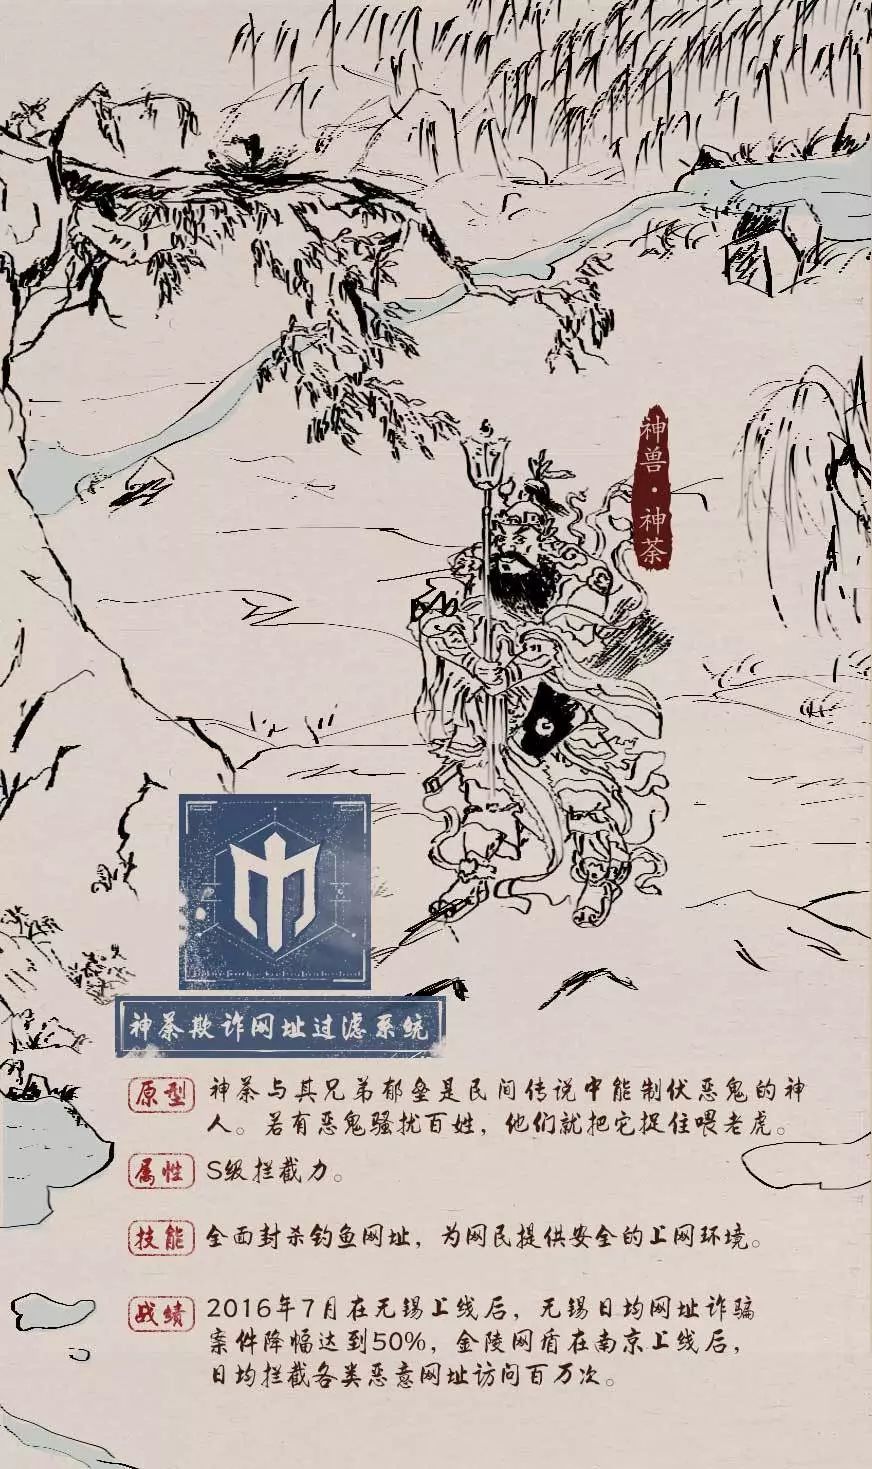 神兽·神荼
神荼欺诈网址过滤系统
原型 神荼与其兄弟郁垒是民间传说中能制伏恶鬼的神
人。若有恶鬼骚扰百姓，他们就把它捉住喂老虎。
属性 S级拦截力。
技能 全面封杀钓鱼网址，为网民提供安全的上网环境。
战绩 2016年7月在无锡上线后，无锡日均网址诈骗
案件降幅达到50%，金陵网盾在南京上线后，
日均拦截各类恶意网址访问百万次。